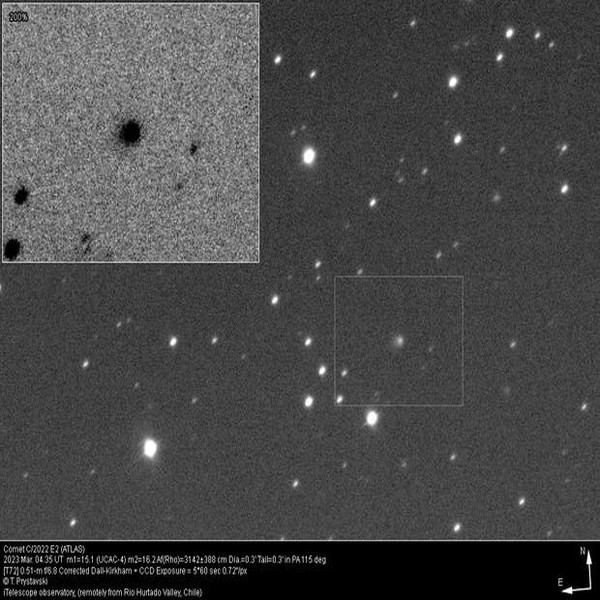 200%
Comet C/2022 E2 (ATLAS)
2023 Mar. 04.35 UT m1=15.1 (UCAC-4) m2=16.2 Af(Rho)=3142±388 cm Dia.=0.3' Tail=0.3' in PA115 deg
[T72] 0.51-m f/6.8 Corrected Dall-Kirkham + CCD Exposure = 5*60 sec 0.72"/px
© T. Prystavski
iTelescope observatory, (remotely from Rio Hurtado Valley, Chile)
N
E